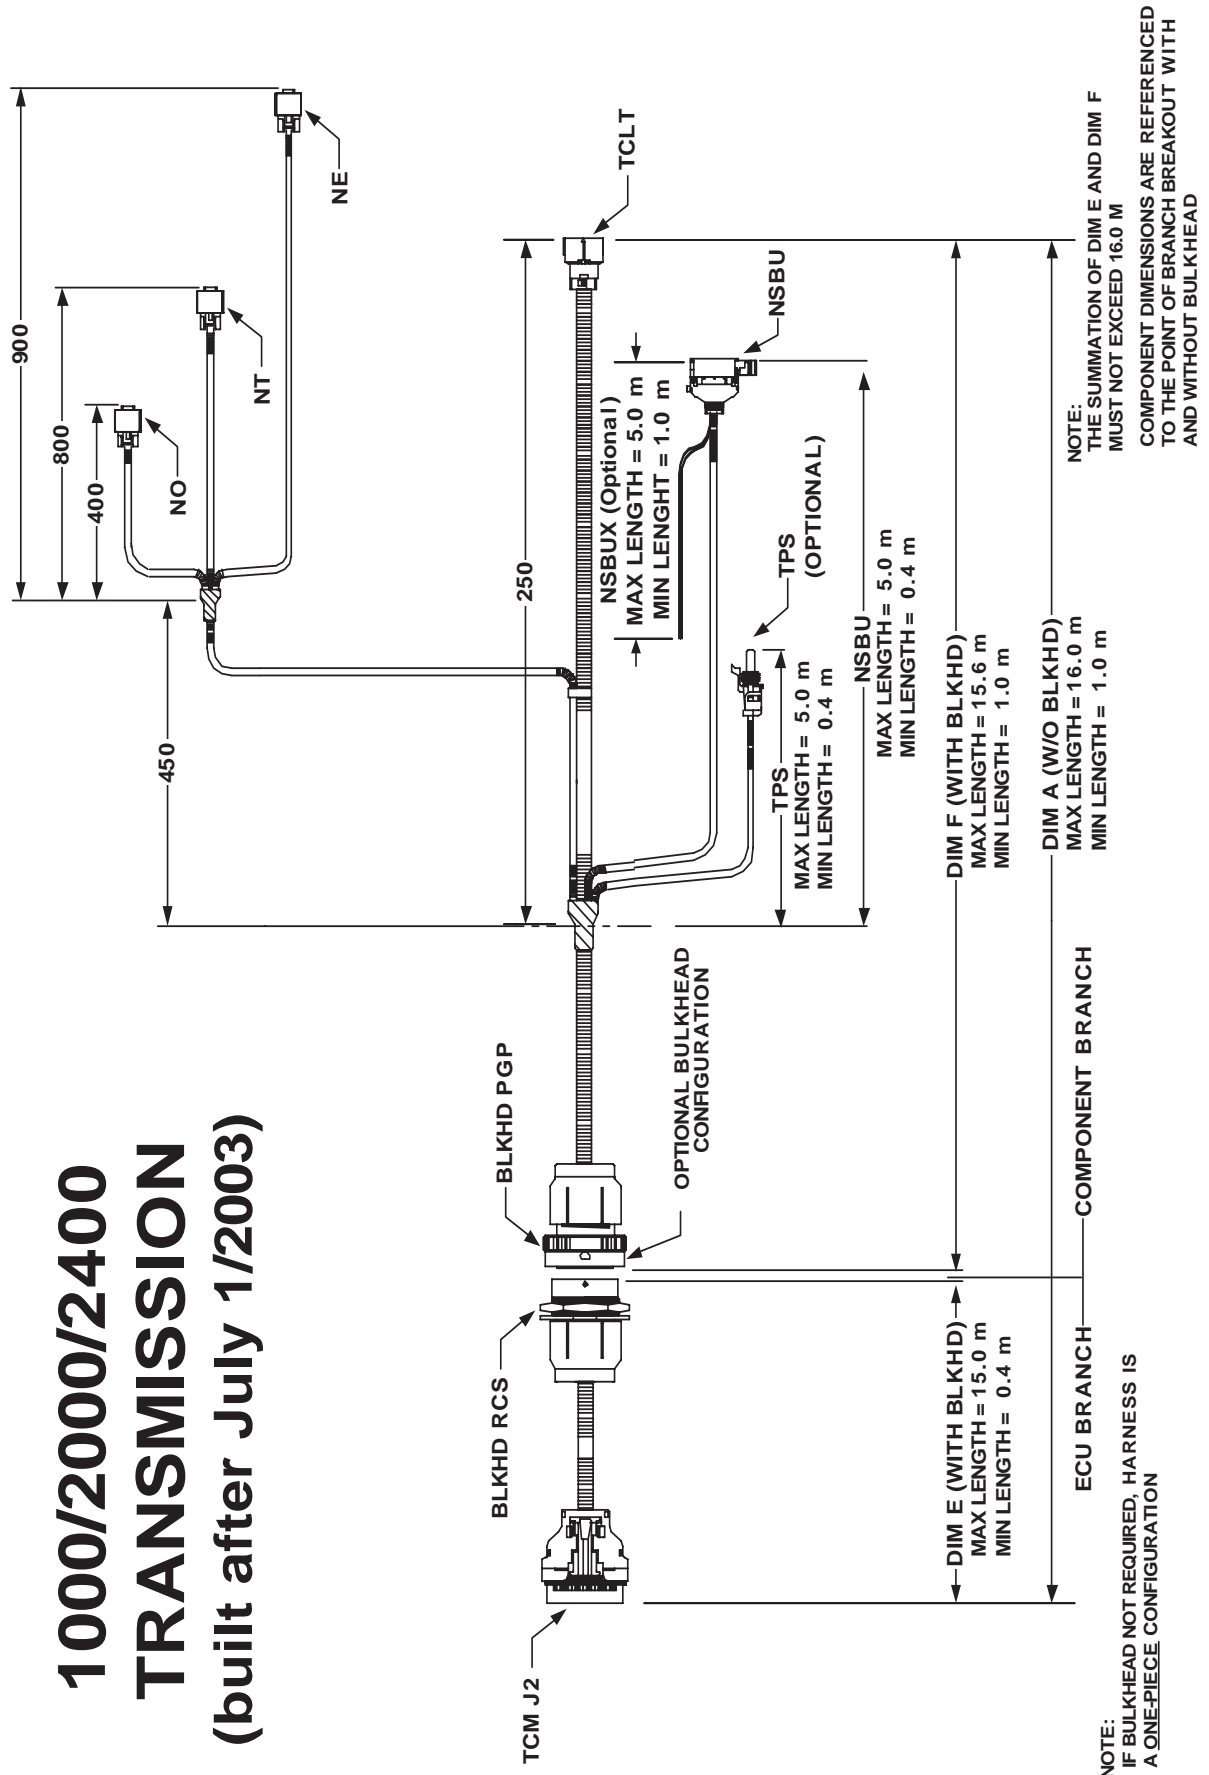 1000/2000/2400
TRANSMISSION
(built after July 1/2003)
900
800
400
450
NO
NT
NE
250
TCLT
NSBUX (Optional)
MAX LENGTH = 5.0 m
MIN LENGHT = 1.0 m
NSBU
TPS
(OPTIONAL)
TPS
MAX LENGTH = 5.0 m
MIN LENGTH = 0.4 m
NSBU
MAX LENGTH = 5.0 m
MIN LENGTH = 0.4 m
TCM J2
BLKHD RCS
BLKHD PGP
OPTIONAL BULKHEAD
CONFIGURATION
DIM E (WITH BLKHD)
MAX LENGTH = 15.0 m
MIN LENGTH = 0.4 m
DIM F (WITH BLKHD)
MAX LENGTH = 15.6 m
MIN LENGTH = 1.0 m
DIM A (W/O BLKHD)
MAX LENGTH = 16.0 m
MIN LENGTH = 1.0 m
ECU BRANCH
COMPONENT BRANCH
NOTE:
IF BULKHEAD NOT REQUIRED, HARNESS IS
A ONE-PIECE CONFIGURATION
NOTE:
THE SUMMATION OF DIM E AND DIM F
MUST NOT EXCEED 16.0 M
COMPONENT DIMENSIONS ARE REFERENCED
TO THE POINT OF BRANCH BREAKOUT WITH
AND WITHOUT BULKHEAD